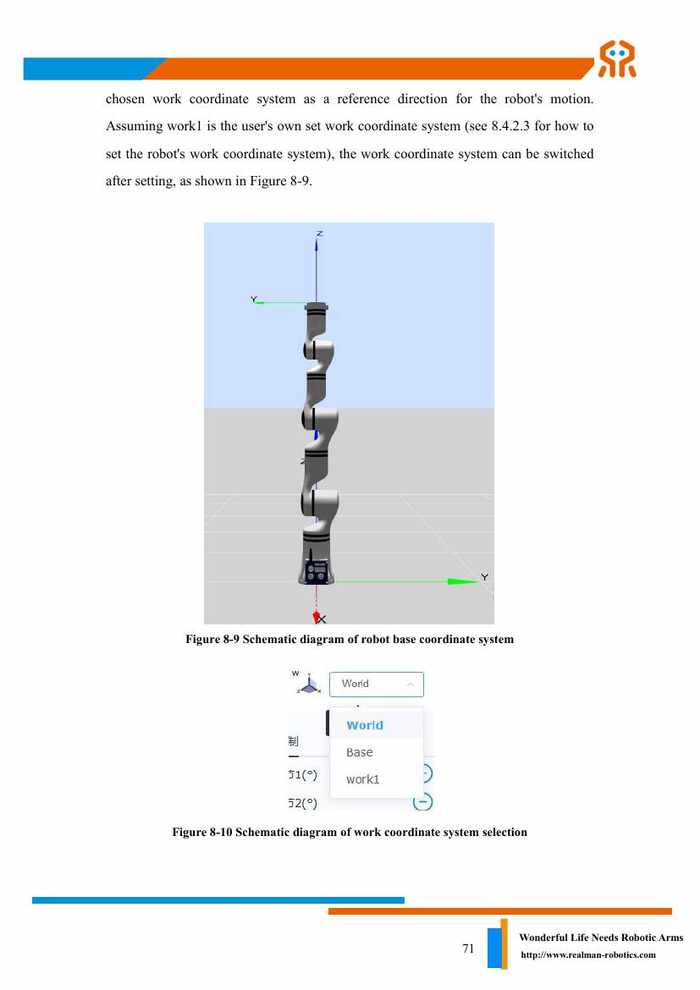 chosen work coordinate system as a reference direction for the robot's motion.
Assuming work1 is the user's own set work coordinate system (see 8.4.2.3 for how to
set the robot's work coordinate system), the work coordinate system can be switched
after setting, as shown in Figure 8-9.
Z
Y
Z
Y
X
Figure 8-9 Schematic diagram of robot base coordinate system
W
World
World
制
Base
节1(°)
work1
节2(°)
Figure 8-10 Schematic diagram of work coordinate system selection
71
Wonderful Life Needs Robotic Arms
http://www.realman-robotics.com